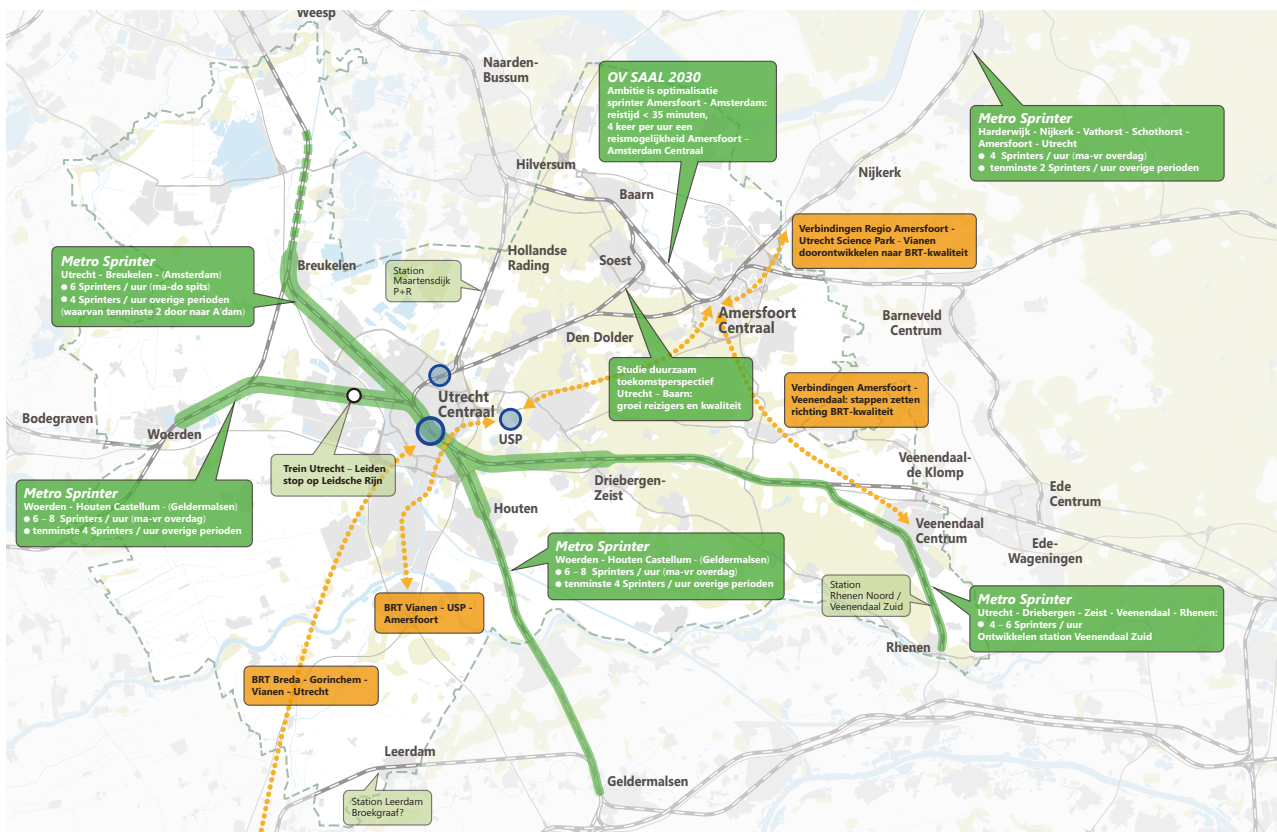 Weesp
Naarden-
Bussum
OV SAAL 2030
Ambitie is optimalisatie
sprinter Amersfoort - Amsterdam:
reistijd < 35 minuten,
4 keer per uur een
reismogelijkheid Amersfoort –
Amsterdam Centraal
Metro Sprinter
Harderwijk - Nijkerk - Vathorst - Schothorst -
Amersfoort - Utrecht
● 4 Sprinters / uur (ma-vr overdag)
● tenminste 2 Sprinters / uur overige perioden
Hilversum
Baarn
Nijkerk
Verbindingen Regio Amersfoort -
Utrecht Science Park - Vianen
doorontwikkelen naar BRT-kwaliteit
Metro Sprinter
Utrecht - Breukelen - (Amsterdam)
● 6 Sprinters / uur (ma-do spits)
● 4 Sprinters / uur overige perioden
(waarvan tenminste 2 door naar A'dam)
Breukelen
Hollandse
Rading
Soest
Station
Maartensdijk
P+R
Amersfoort
Centraal
Barneveld
Centrum
Den Dolder
Studie duurzaam
toekomstperspectief
Utrecht – Baarn:
groei reizigers en kwaliteit
Verbindingen Amersfoort -
Veenendaal: stappen zetten
richting BRT-kwaliteit
Utrecht
Centraal
USP
Bodegraven
Woerden
Trein Utrecht – Leiden
stop op Leidsche Rijn
Driebergen-
Zeist
Veenendaal-
de Klomp
Ede
Centrum
Metro Sprinter
Woerden - Houten Castellum - (Geldermalsen)
● 6 – 8 Sprinters / uur (ma-vr overdag)
● tenminste 4 Sprinters / uur overige perioden
Houten
Veenendaal
Centrum
Ede-
Wageningen
Metro Sprinter
Woerden - Houten Castellum - (Geldermalsen)
● 6 – 8 Sprinters / uur (ma-vr overdag)
● tenminste 4 Sprinters / uur overige perioden
Station
Rhenen Noord /
Veenendaal Zuid
Metro Sprinter
Utrecht - Driebergen - Zeist - Veenendaal - Rhenen:
● 4 – 6 Sprinters / uur
Ontwikkelen station Veenendaal Zuid
BRT Vianen - USP -
Amersfoort
Rhenen
BRT Breda - Gorinchem -
Vianen - Utrecht
Leerdam
Geldermalsen
Station Leerdam
Broekgraaf?